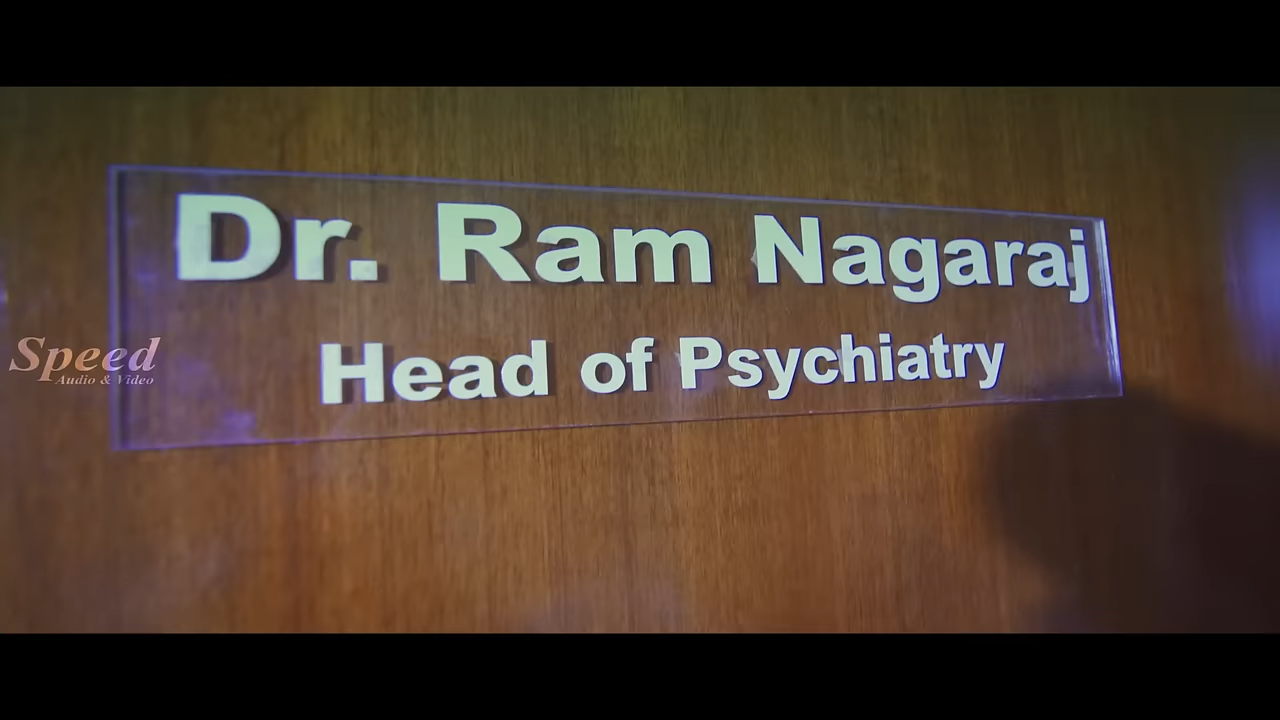 Dr. Ram Nagaraj
Head of Psychiatry
Speed
Audio & Video